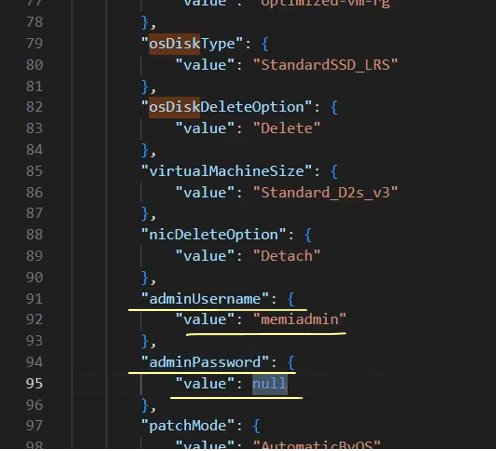 77 "value": "optimized-vm-rg"
78 },
79 "osDiskType": {
80 "value": "StandardSSD_LRS"
81 },
82 "osDiskDeleteOption": {
83 "value": "Delete"
84 },
85 "virtualMachineSize": {
86 "value": "Standard_D2s_v3"
87 },
88 "nicDeleteOption": {
89 "value": "Detach"
90 },
91 "adminUsername": {
92 "value": "memiadmin"
93 },
94 "adminPassword": {
95 "value": null
96 },
97 "patchMode": {
98 "value": "AutomaticByOS"